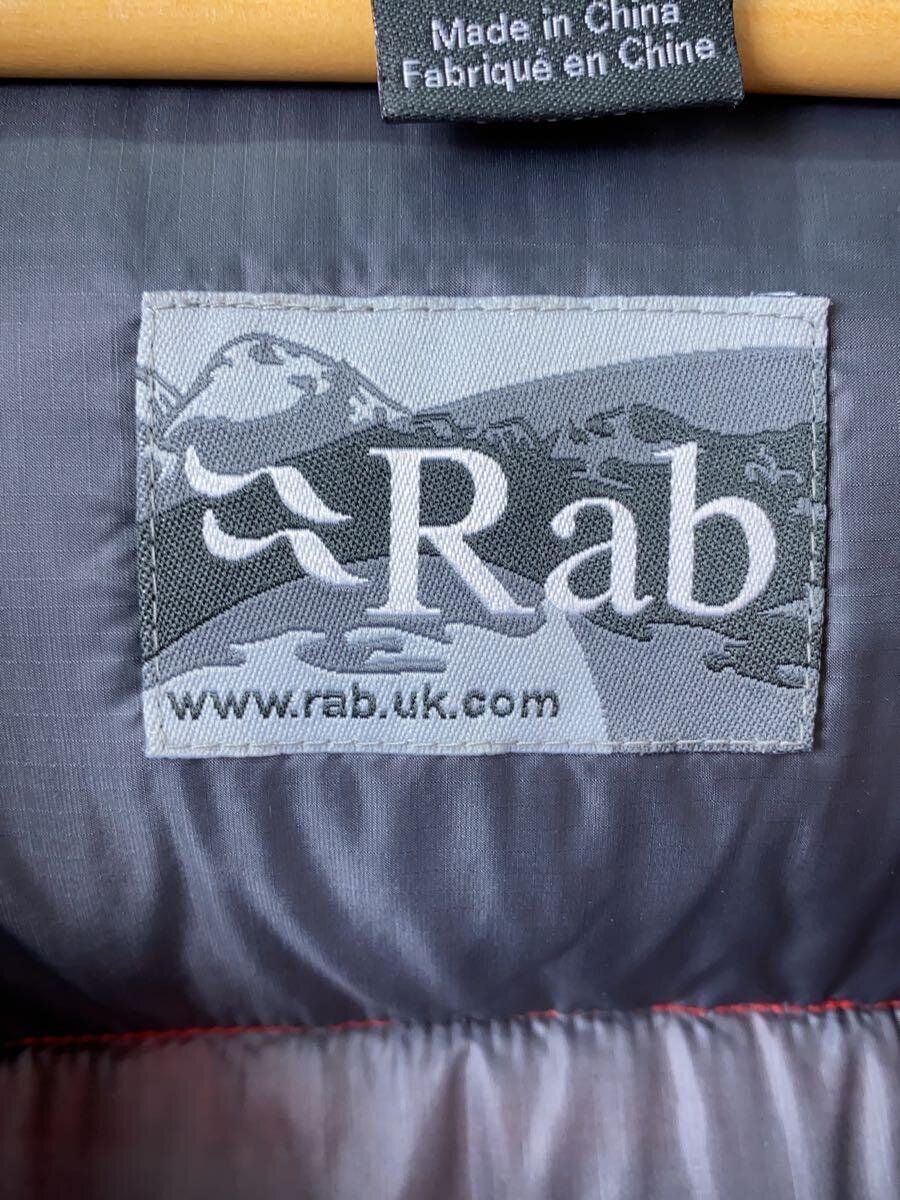 Made in China
Fabriqué en Chine
Rab
www.rab.uk.com